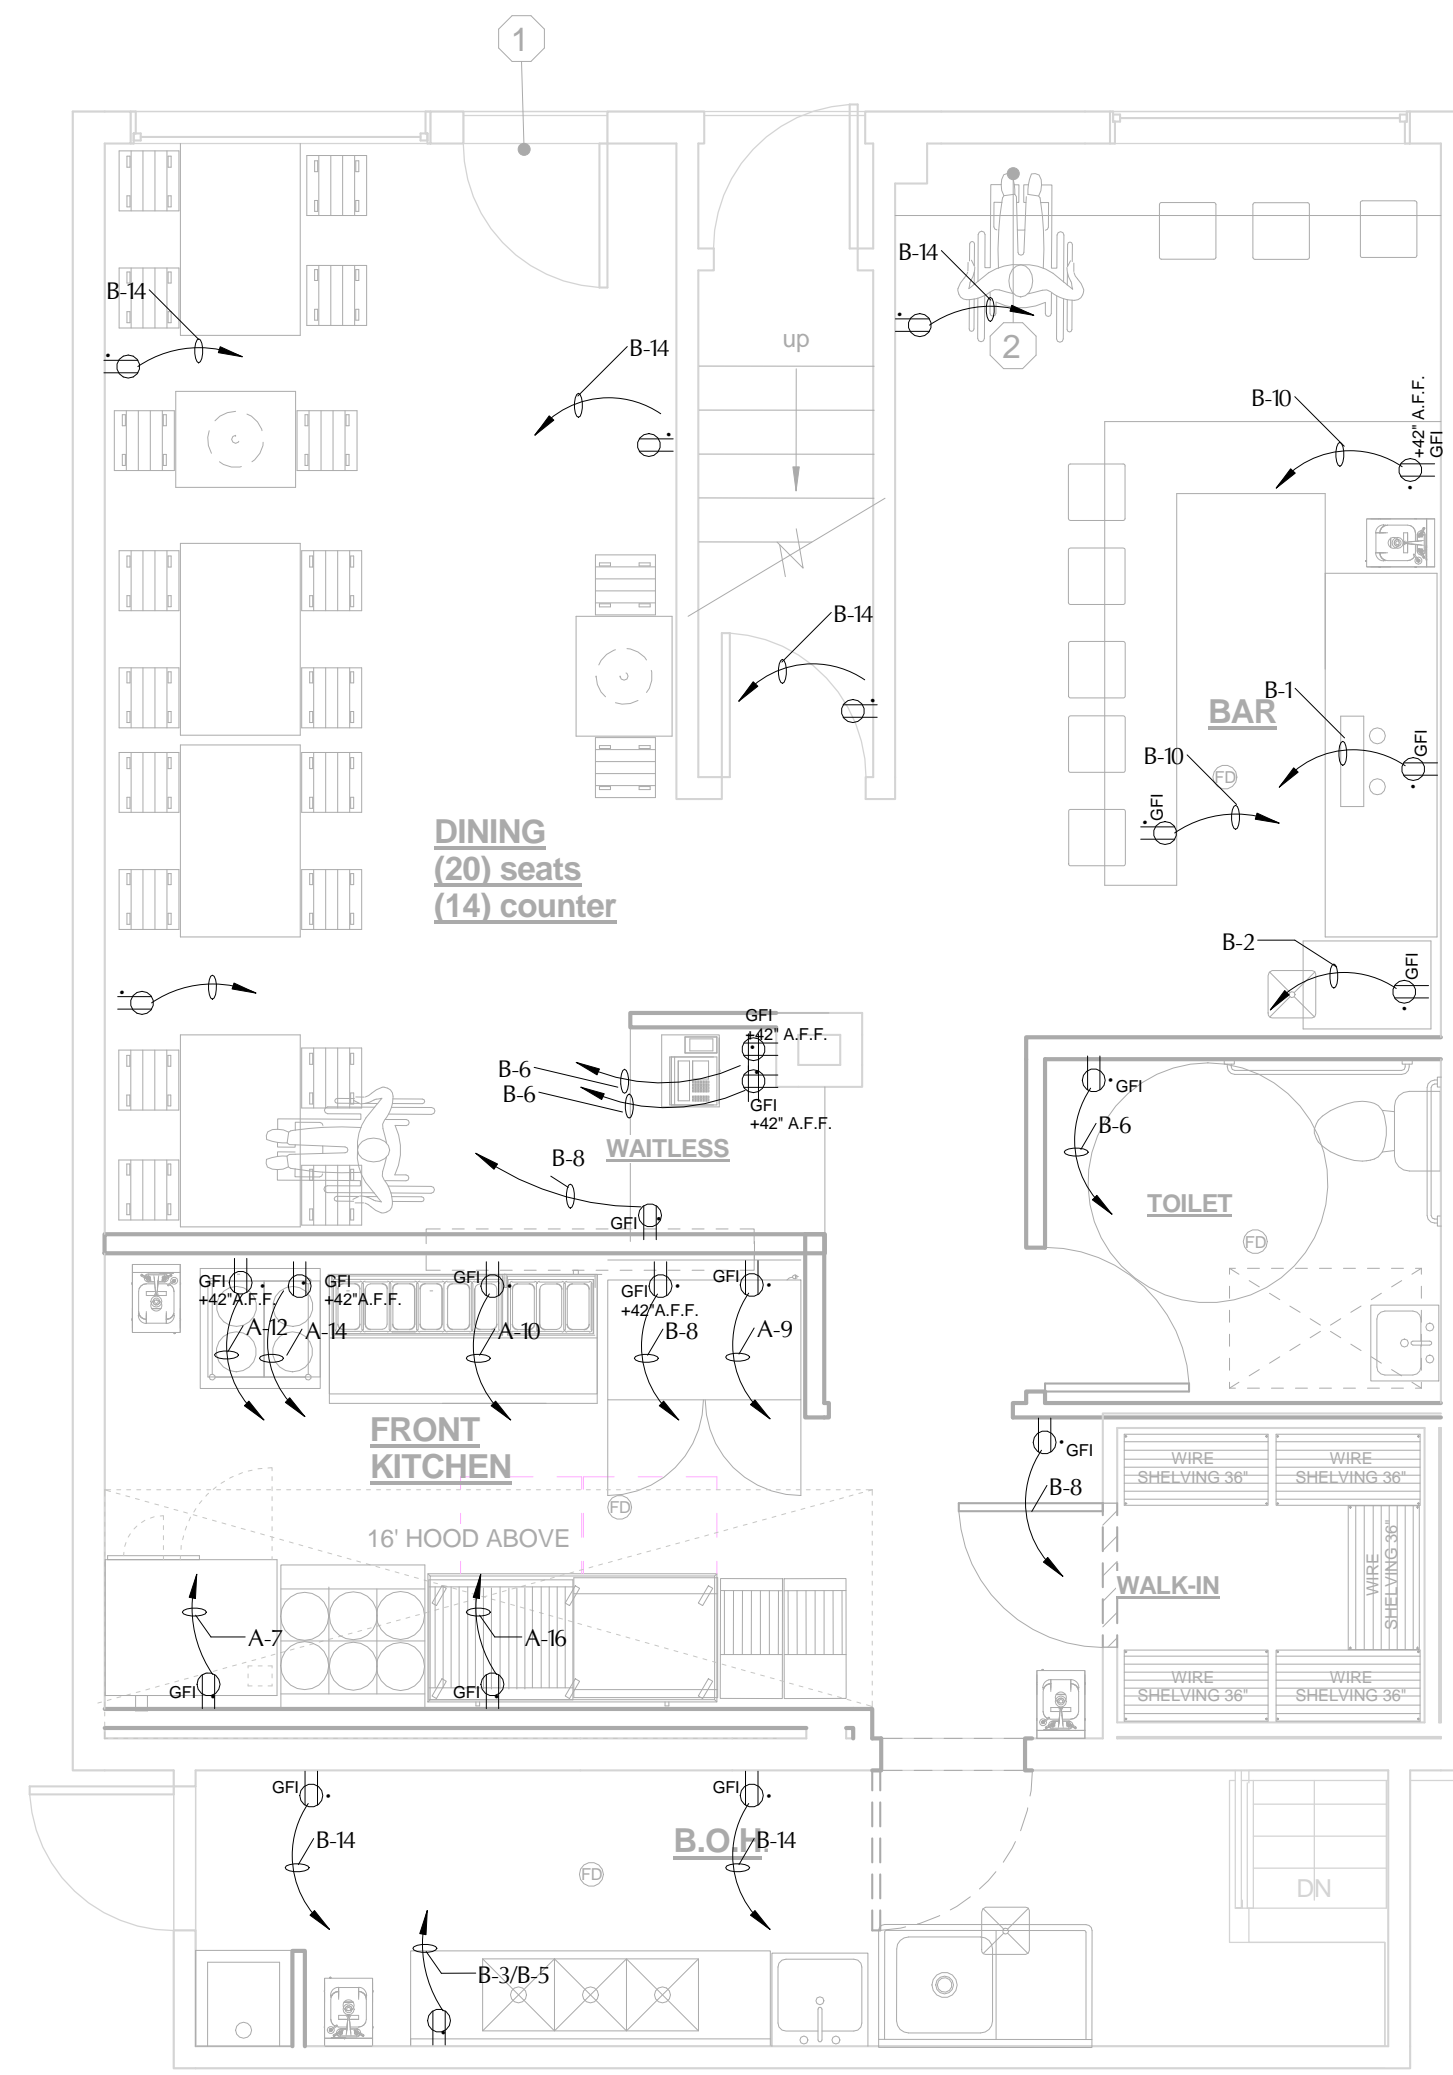 1
B-14
B-14
up
B-14
2
B-10
+42" A.F.F.
GFI
B-14
BAR
B-1
GFI
B-10
FD
GFI
DINING
(20) seats
(14) counter
B-2
GFI
GFI
+42" A.F.F.
B-6
B-6
GFI
+42" A.F.F.
WAITLESS
B-8
GFI
GFI
B-6
TOILET
FD
GFI
+42"A.F.F.
GFI
+42"A.F.F.
GFI
GFI
+42"A.F.F.
GFI
A-12
A-14
A-10
B-8
A-9
FRONT
KITCHEN
FD
16' HOOD ABOVE
GFI
B-8
WIRE
SHELVING 36"
WIRE
SHELVING 36"
WIRE
SHELVING 36"
WALK-IN
WIRE
SHELVING 36"
WIRE
SHELVING 36"
A-7
A-16
GFI
GFI
GFI
GFI
B-14
B.O.H.
B-14
FD
DN
B-3/B-5